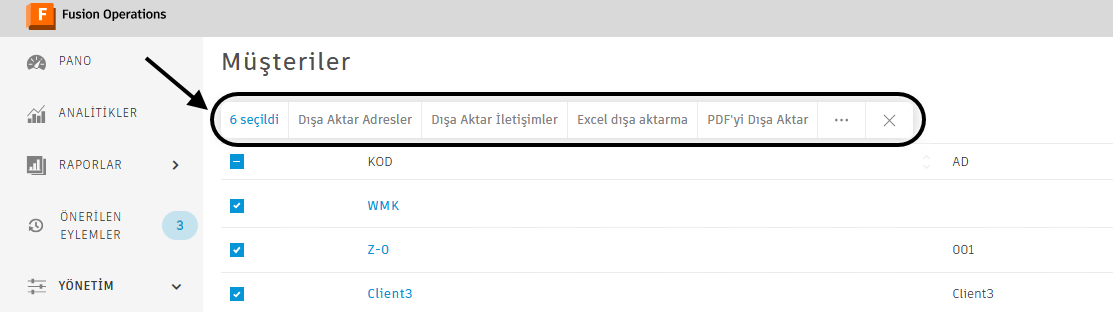 F Fusion Operations
PANO
ANALİTİKLER
RAPORLAR
ÖNERİLEN
EYLEMLER
3
YÖNETİM
Müşteriler
6 seçildi Dışa Aktar Adresler Dışa Aktar İletişimler Excel dışa aktarma PDF'yi Dışa Aktar ...
KOD AD
WMK
Z-0 001
Client3 Client3